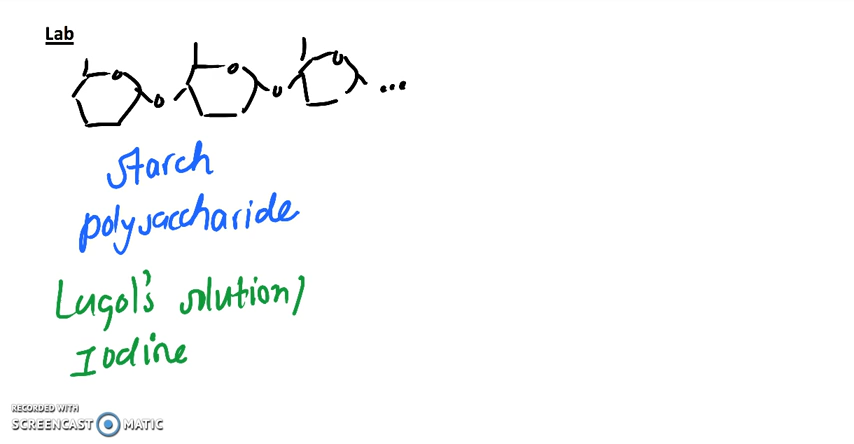 Lab
O O O O O ...
starch
polysaccharide
Lugol's solution/
Iodine
RECORDED WITH
SCREENCAST MATIC